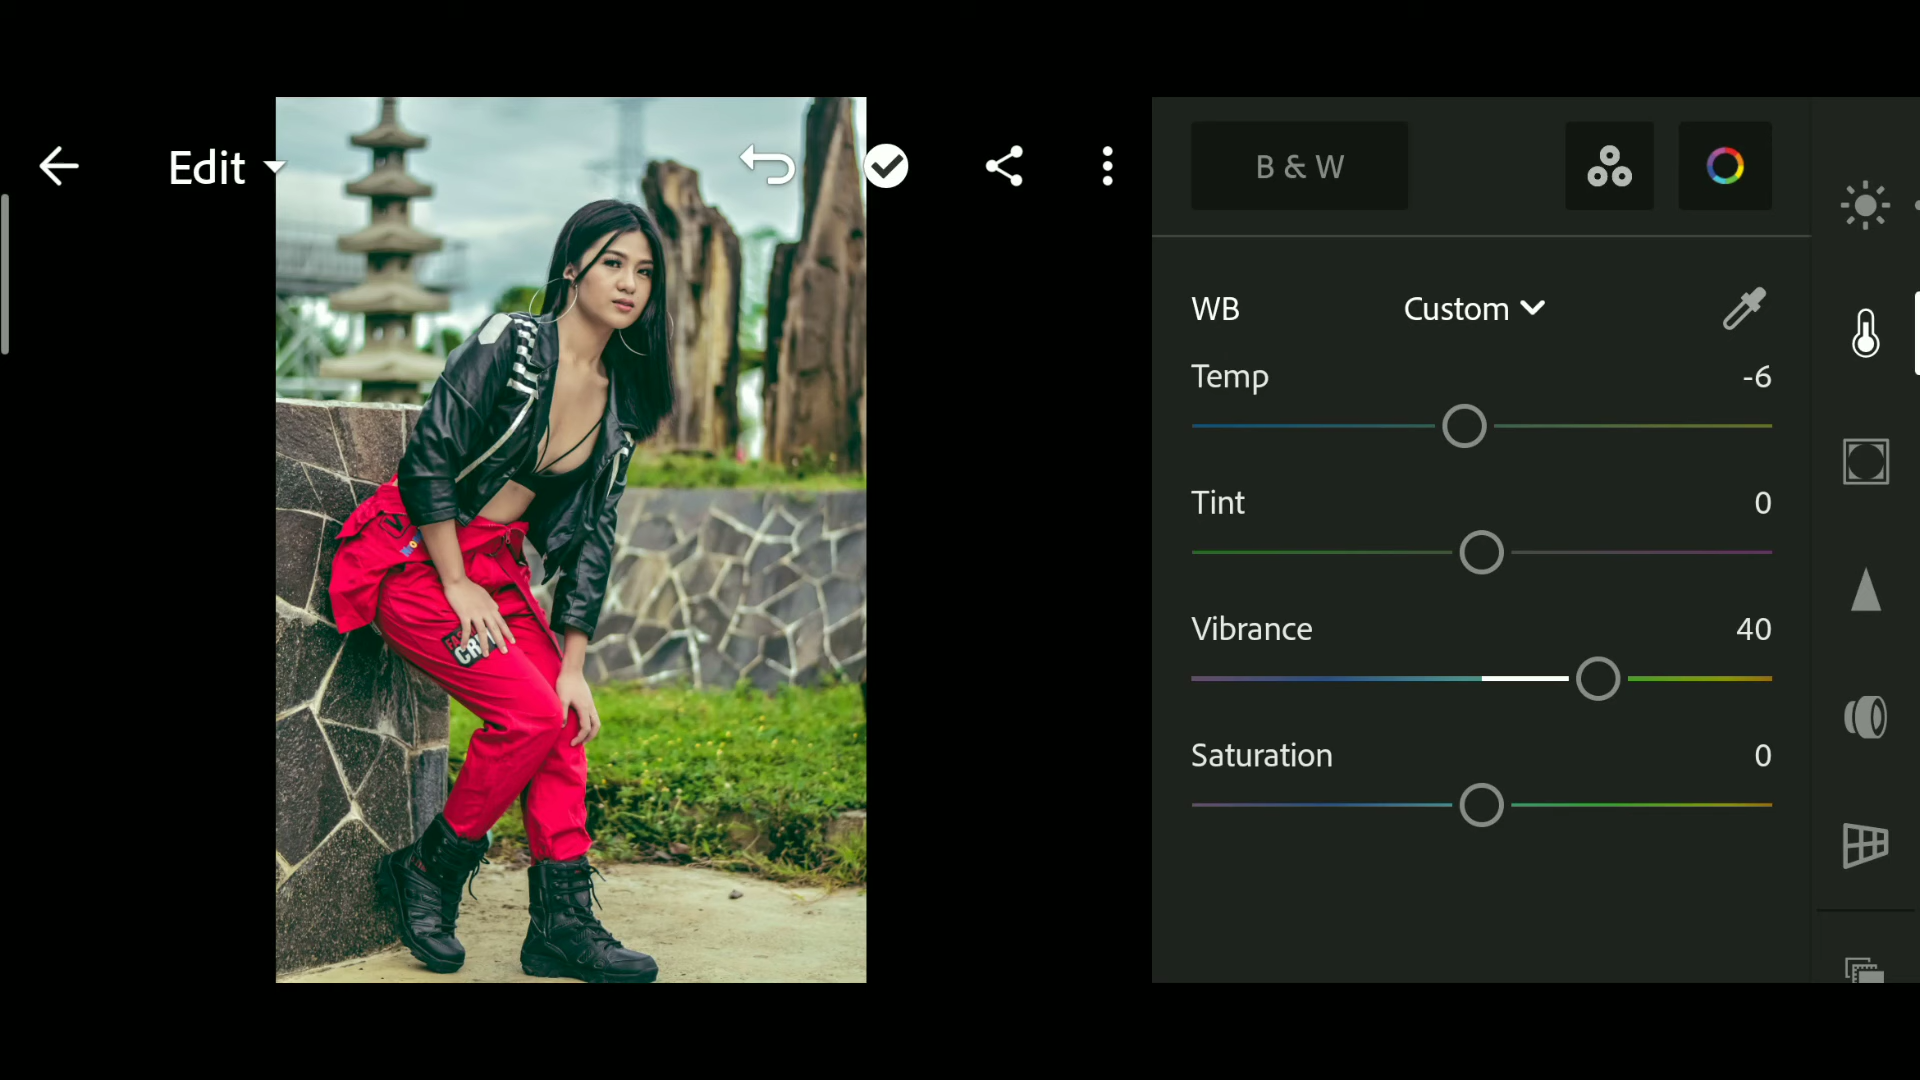 Edit
B & W
WB Custom
Temp -6
Tint 0
Vibrance 40
Saturation 0